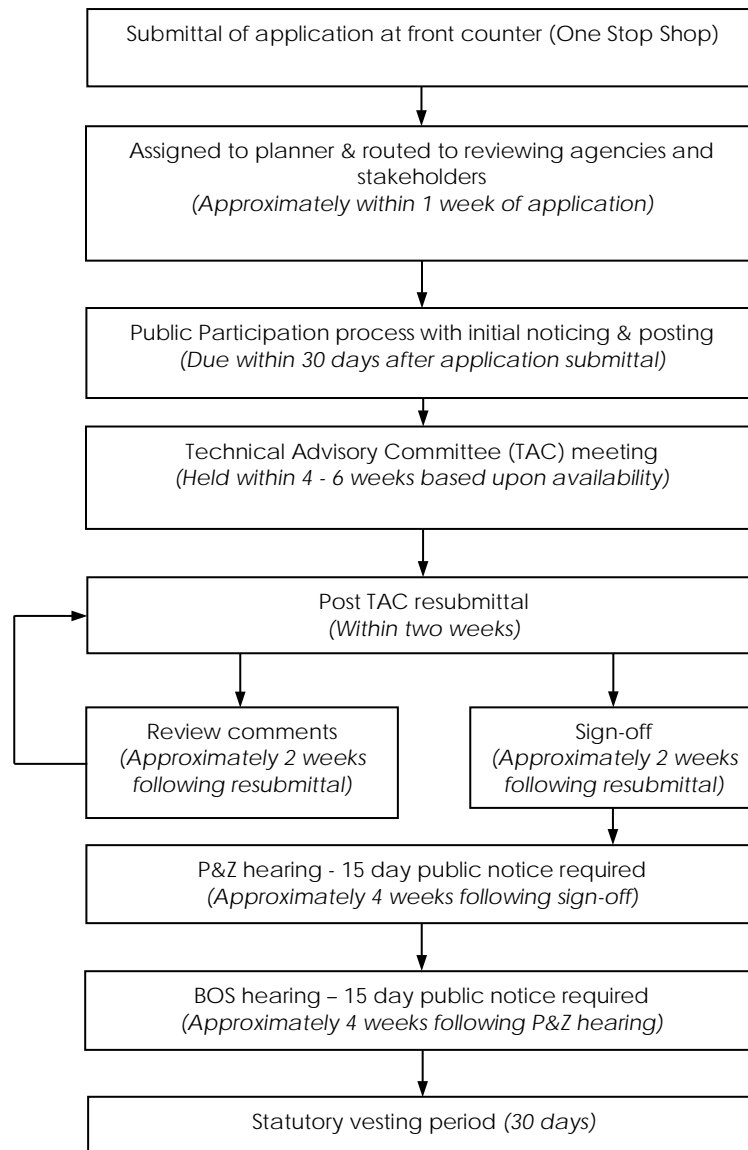 Submittal of application at front counter (One Stop Shop)
Assigned to planner & routed to reviewing agencies and
stakeholders
(Approximately within 1 week of application)
Public Participation process with initial noticing & posting
(Due within 30 days after application submittal)
Technical Advisory Committee (TAC) meeting
(Held within 4 - 6 weeks based upon availability)
Post TAC resubmittal
(Within two weeks)
Review comments
(Approximately 2 weeks
following resubmittal)
Sign-off
(Approximately 2 weeks
following resubmittal)
P&Z hearing - 15 day public notice required
(Approximately 4 weeks following sign-off)
BOS hearing – 15 day public notice required
(Approximately 4 weeks following P&Z hearing)
Statutory vesting period (30 days)